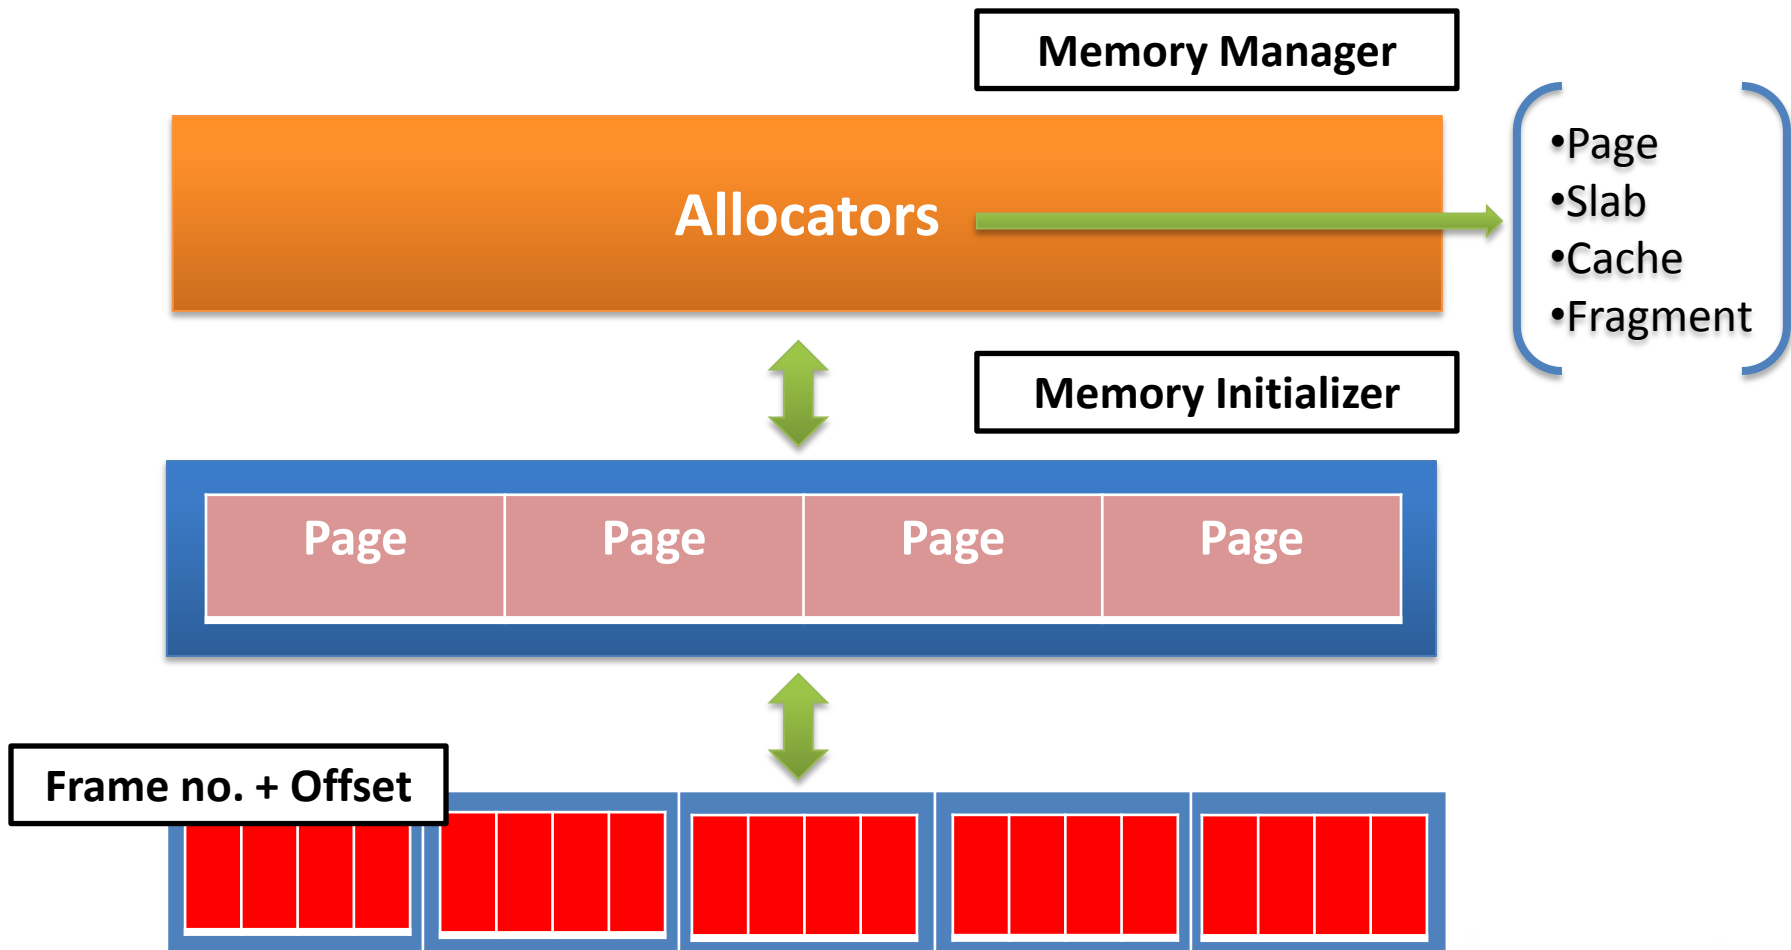 Memory Manager
Allocators
•Page
•Slab
•Cache
•Fragment
Memory Initializer
Page Page Page Page
Frame no. + Offset